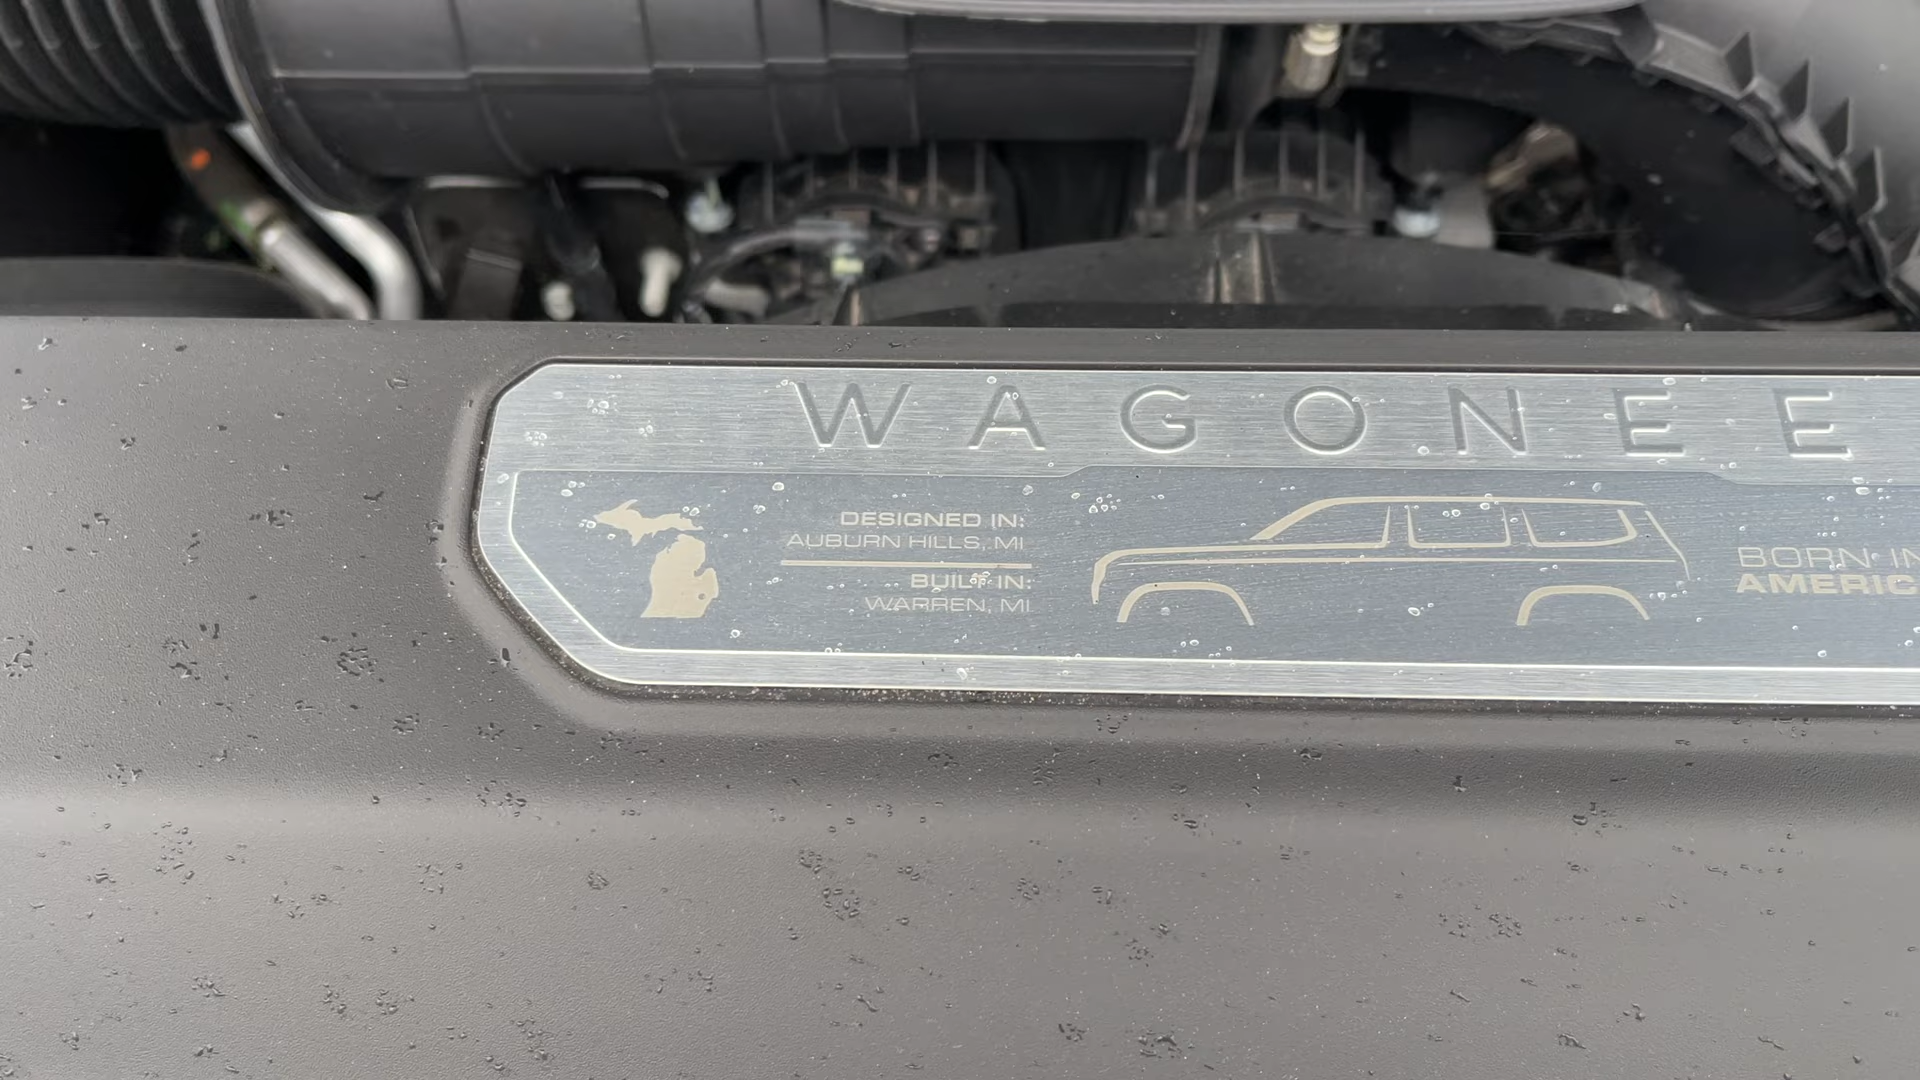 WAGONEE
DESIGNED IN:
AUBURN HILLS, MI
BUILT IN:
WARREN, MI
BORN IN
AMERIC